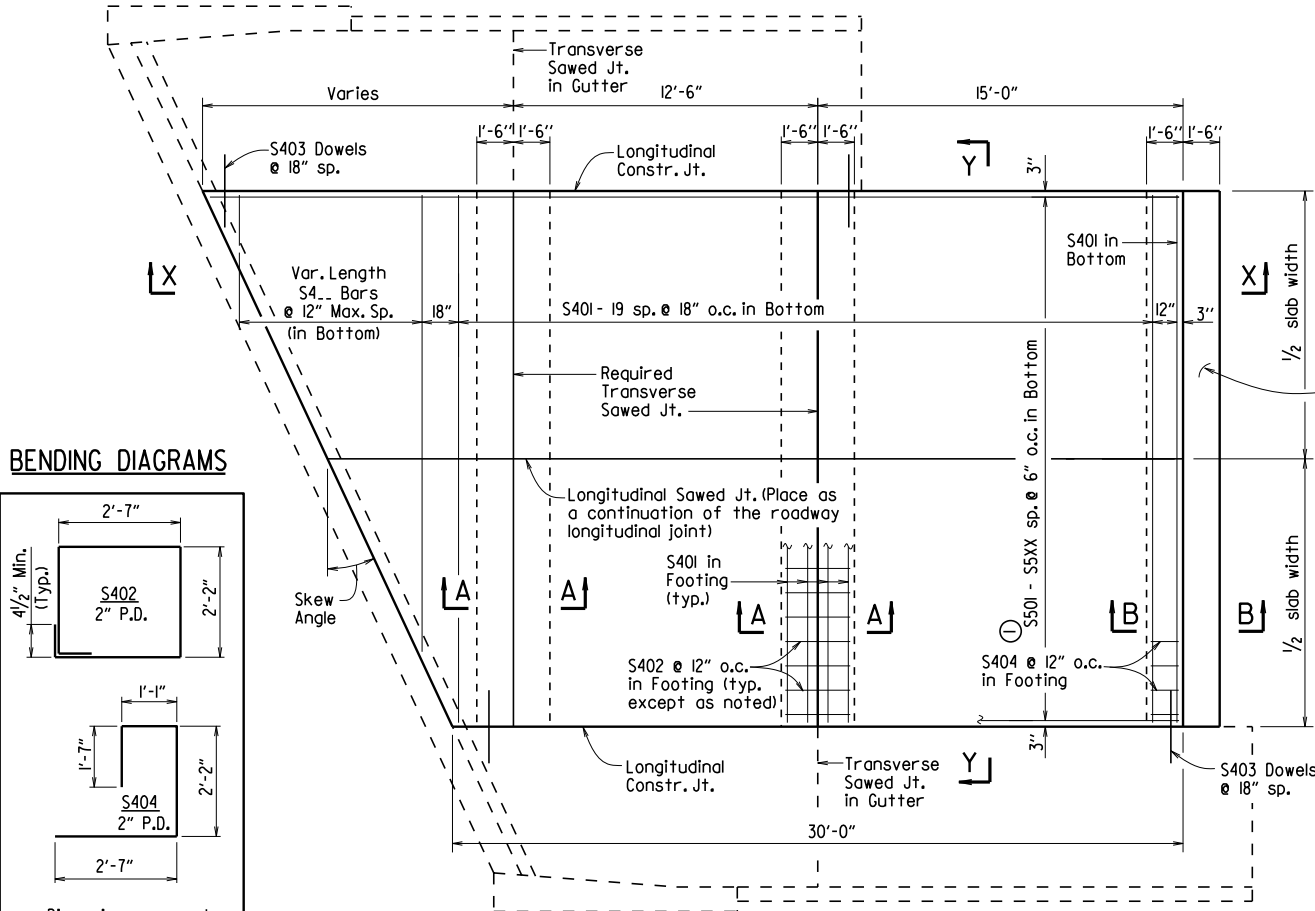 Transverse
Sawed Jt.
in Gutter
Varies
12'-6"
15'-0"
1'-6"
1'-6"
1'-6"
1'-6"
1'-6"
1'-6"
S403 Dowels
@ 18" sp.
Longitudinal
Constr. Jt.
Y
3"
S401 in
Bottom
X
X
Var. Length
S4__ Bars
@ 12" Max. Sp.
(in Bottom)
18"
S401 - 19 sp. @ 18" o.c. in Bottom
12"
3"
1/2 slab width
Required
Transverse
Sawed Jt.
S501 - S5XX sp. @ 6" o.c. in Bottom
1
BENDING DIAGRAMS
2'-7"
4 1/2" Min.
(Typ.)
S402
2" P.D.
2'-2"
1'-1"
1'-7"
S404
2" P.D.
2'-2"
2'-7"
Longitudinal Sawed Jt. (Place as
a continuation of the roadway
longitudinal joint)
S401 in
Footing
(typ.)
Skew
Angle
A
A
A
A
B
B
1/2 slab width
S402 @ 12" o.c.
in Footing (typ.
except as noted)
S404 @ 12" o.c.
in Footing
3"
Longitudinal
Constr. Jt.
Transverse
Sawed Jt.
in Gutter
Y
S403 Dowels
@ 18" sp.
30'-0"